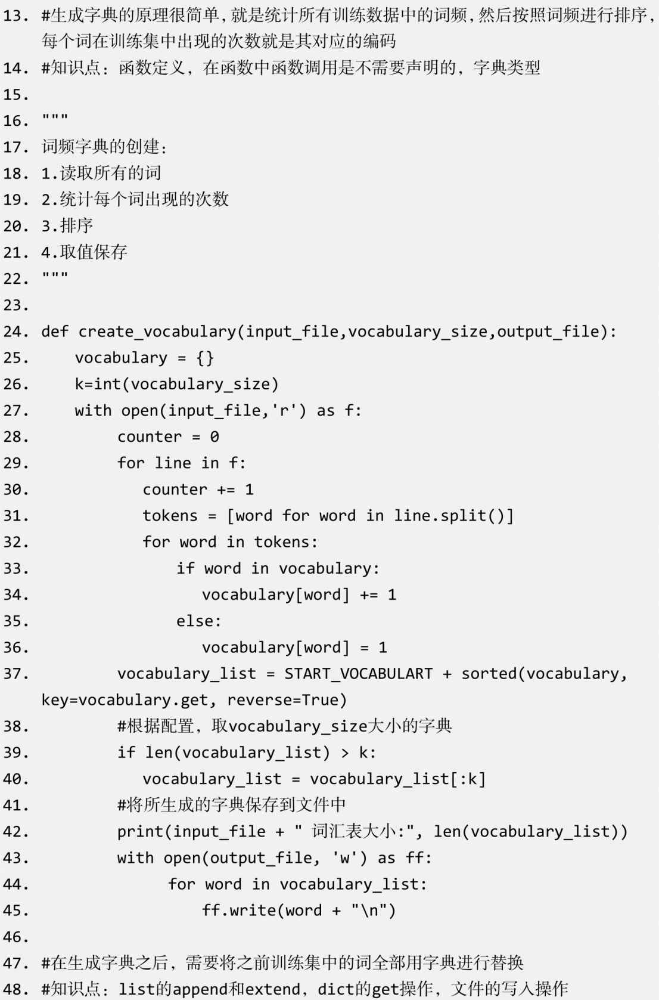 13. #生成字典的原理很简单,就是统计所有训练数据中的词频,然后按照词频进行排序,
每个词在训练集中出现的次数就是其对应的编码
14. #知识点：函数定义，在函数中函数调用是不需要声明的，字典类型
15.
16. """
17. 词频字典的创建：
18. 1.读取所有的词
19. 2.统计每个词出现的次数
20. 3.排序
21. 4.取值保存
22. """
23.
24. def create_vocabulary(input_file,vocabulary_size,output_file):
25. vocabulary = {}
26. k=int(vocabulary_size)
27. with open(input_file,'r') as f:
28. counter = 0
29. for line in f:
30. counter += 1
31. tokens = [word for word in line.split()]
32. for word in tokens:
33. if word in vocabulary:
34. vocabulary[word] += 1
35. else:
36. vocabulary[word] = 1
37. vocabulary_list = START_VOCABULART + sorted(vocabulary,
key=vocabulary.get, reverse=True)
38. #根据配置，取vocabulary_size大小的字典
39. if len(vocabulary_list) > k:
40. vocabulary_list = vocabulary_list[:k]
41. #将所生成的字典保存到文件中
42. print(input_file + " 词汇表大小:", len(vocabulary_list))
43. with open(output_file, 'w') as ff:
44. for word in vocabulary_list:
45. ff.write(word + "\n")
46.
47. #在生成字典之后，需要将之前训练集中的词全部用字典进行替换
48. #知识点：list的append和extend，dict的get操作，文件的写入操作